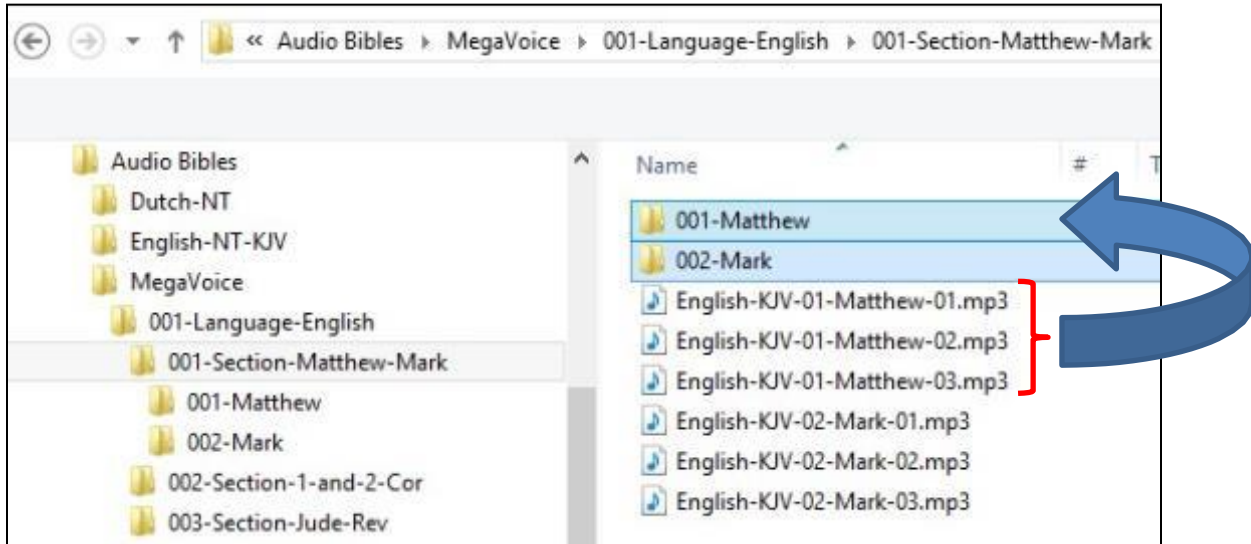 « Audio Bibles ▸ MegaVoice ▸ 001-Language-English ▸ 001-Section-Matthew-Mark
Audio Bibles
Dutch-NT
English-NT-KJV
MegaVoice
001-Language-English
001-Section-Matthew-Mark
001-Matthew
002-Mark
002-Section-1-and-2-Cor
003-Section-Jude-Rev
Name # T
001-Matthew
002-Mark
English-KJV-01-Matthew-01.mp3
English-KJV-01-Matthew-02.mp3
English-KJV-01-Matthew-03.mp3
English-KJV-02-Mark-01.mp3
English-KJV-02-Mark-02.mp3
English-KJV-02-Mark-03.mp3